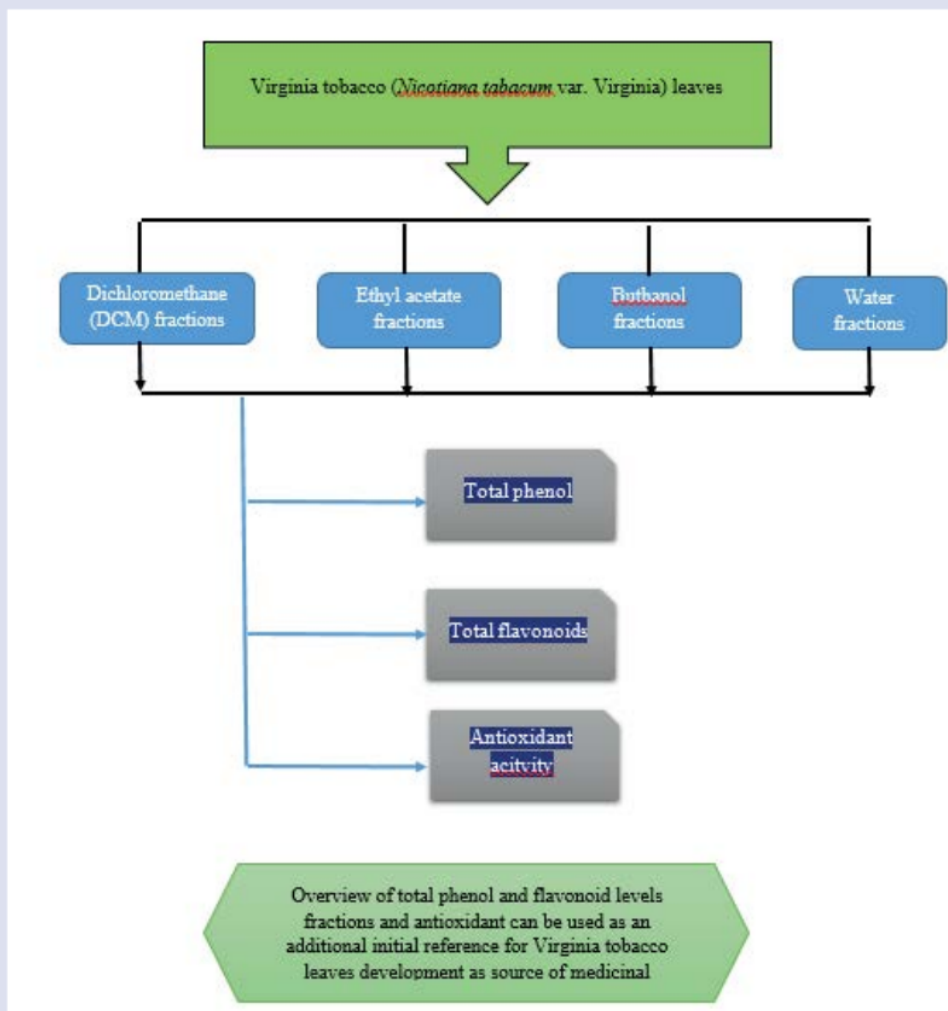 Virginia tobacco (Nicotiana tabacum var. Virginia) leaves
Dichloromethane
(DCM) fractions
Ethyl acetate
fractions
Buthanol
fractions
Water
fractions
Total phenol
Total flavonoids
Antioxidant
acitvity
Overview of total phenol and flavonoid levels
fractions and antioxidant can be used as an
additional initial reference for Virginia tobacco
leaves development as source of medicinal